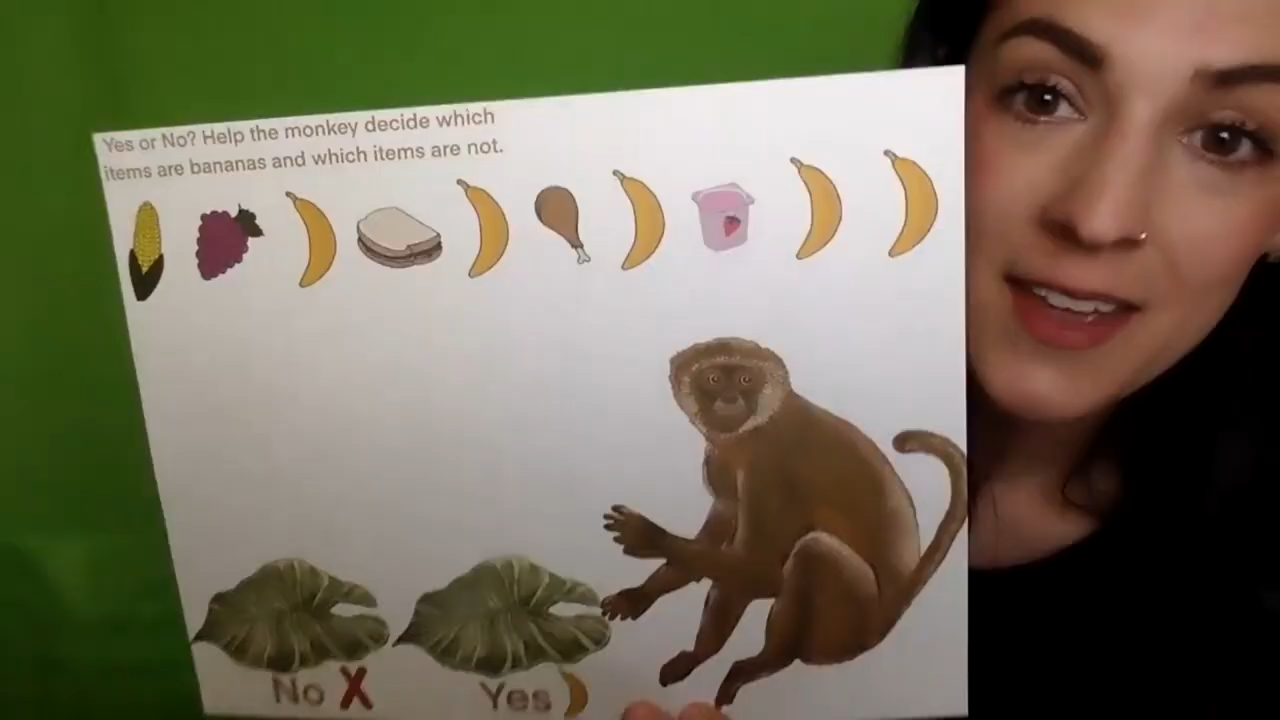 Yes or No? Help the monkey decide which
items are bananas and which items are not.
No X
Yes